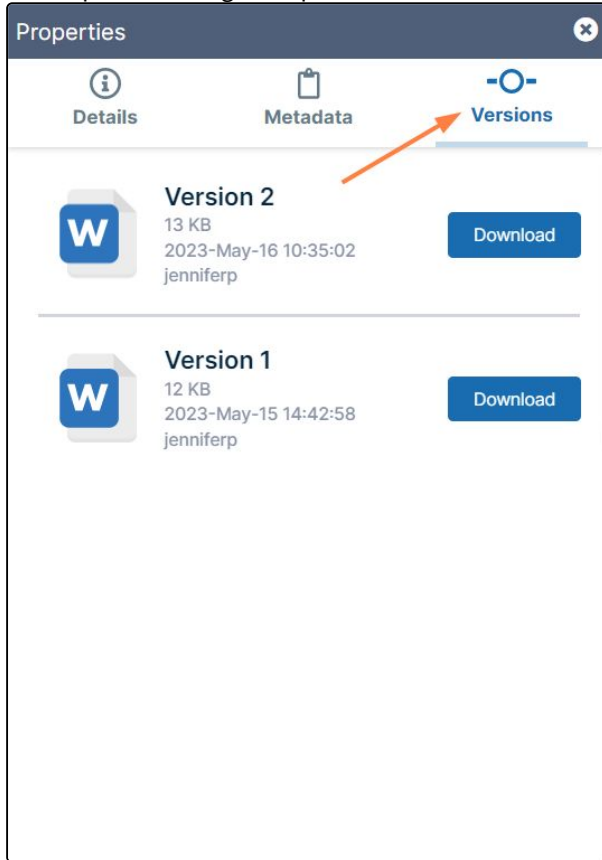 Properties
Details Metadata Versions
Version 2
13 KB
2023-May-16 10:35:02
jenniferp
Download
Version 1
12 KB
2023-May-15 14:42:58
jenniferp
Download
W
W